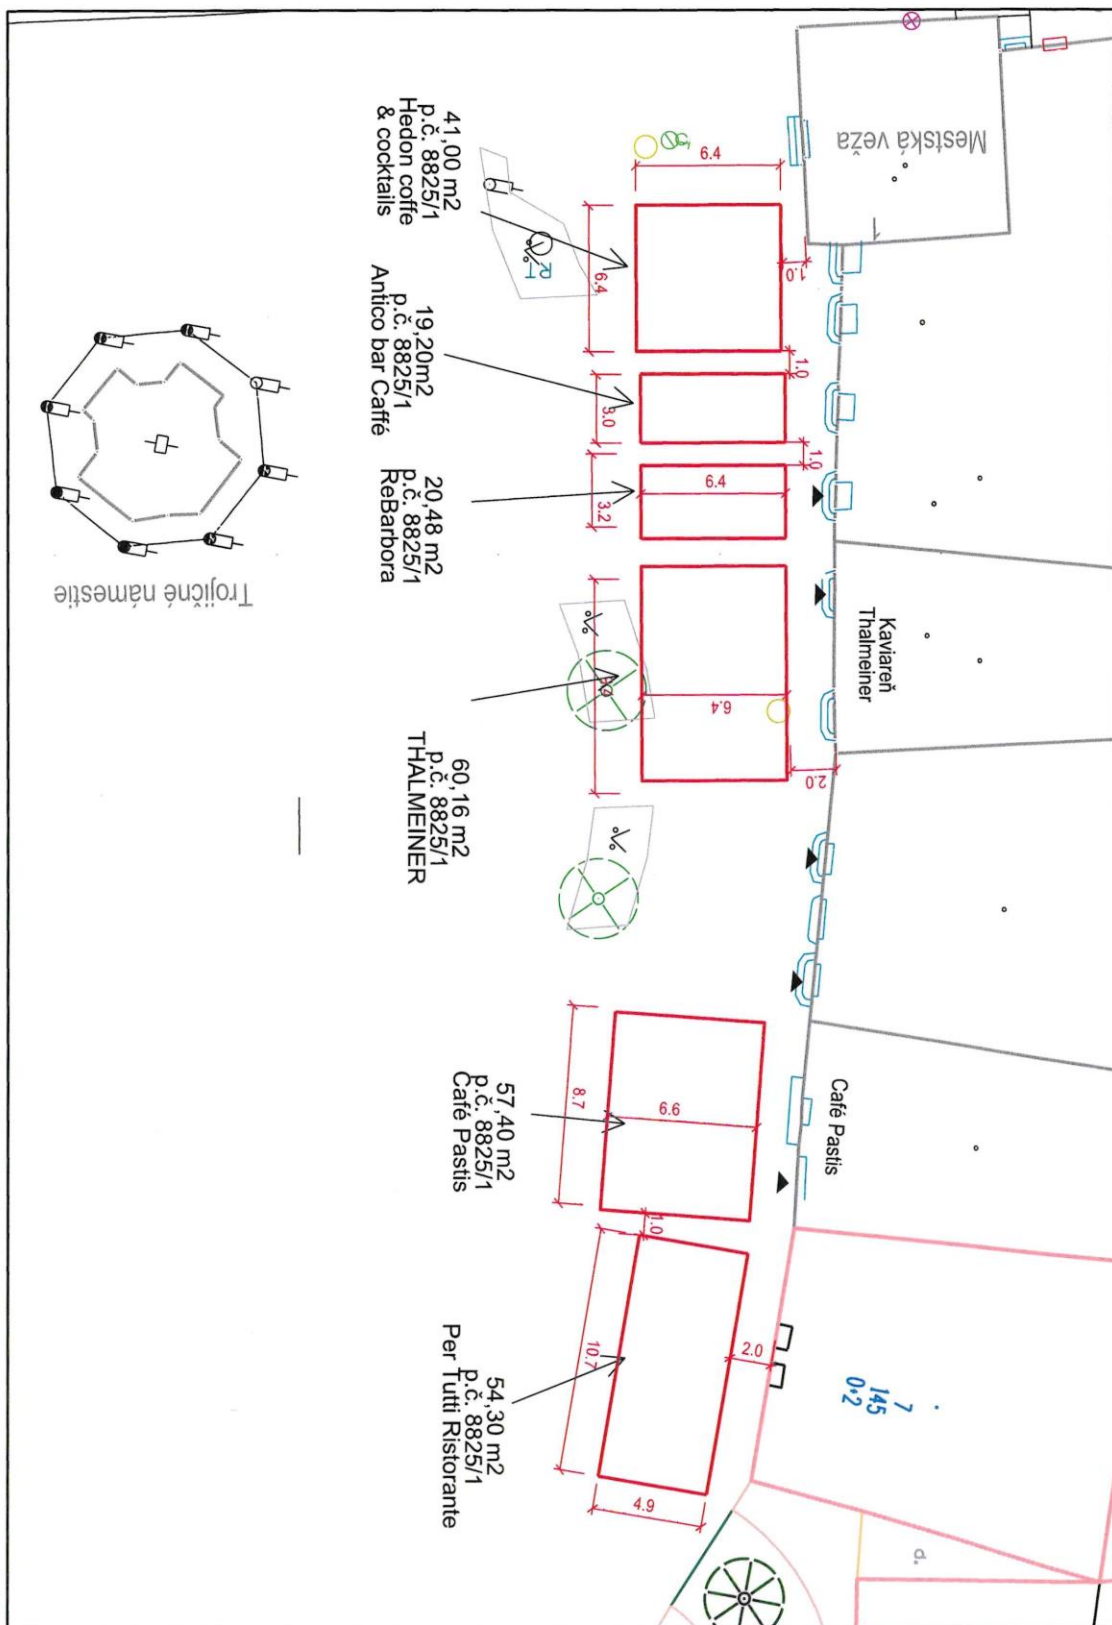 Mestská veža
1
41,00 m2
p.č. 8825/1
Hedon coffe
& cocktails
6.4
6.4
1.0
RT
19,20m2
p.č. 8825/1
Antico bar Caffé
1.0
3.0
1.0
20,48 m2
p.č. 8825/1
ReBarbora
6.4
3.2
Trojičné námestie
Kaviareň
Thalmeiner
60,16 m2
p.č. 8825/1
THALMEINER
6.4
2.0
57,40 m2
p.č. 8825/1
Café Pastis
8.7
6.6
Café Pastis
1.0
54,30 m2
p.č. 8825/1
Per Tutti Ristorante
10.7
2.0
4.9
7
145
0+2
d.